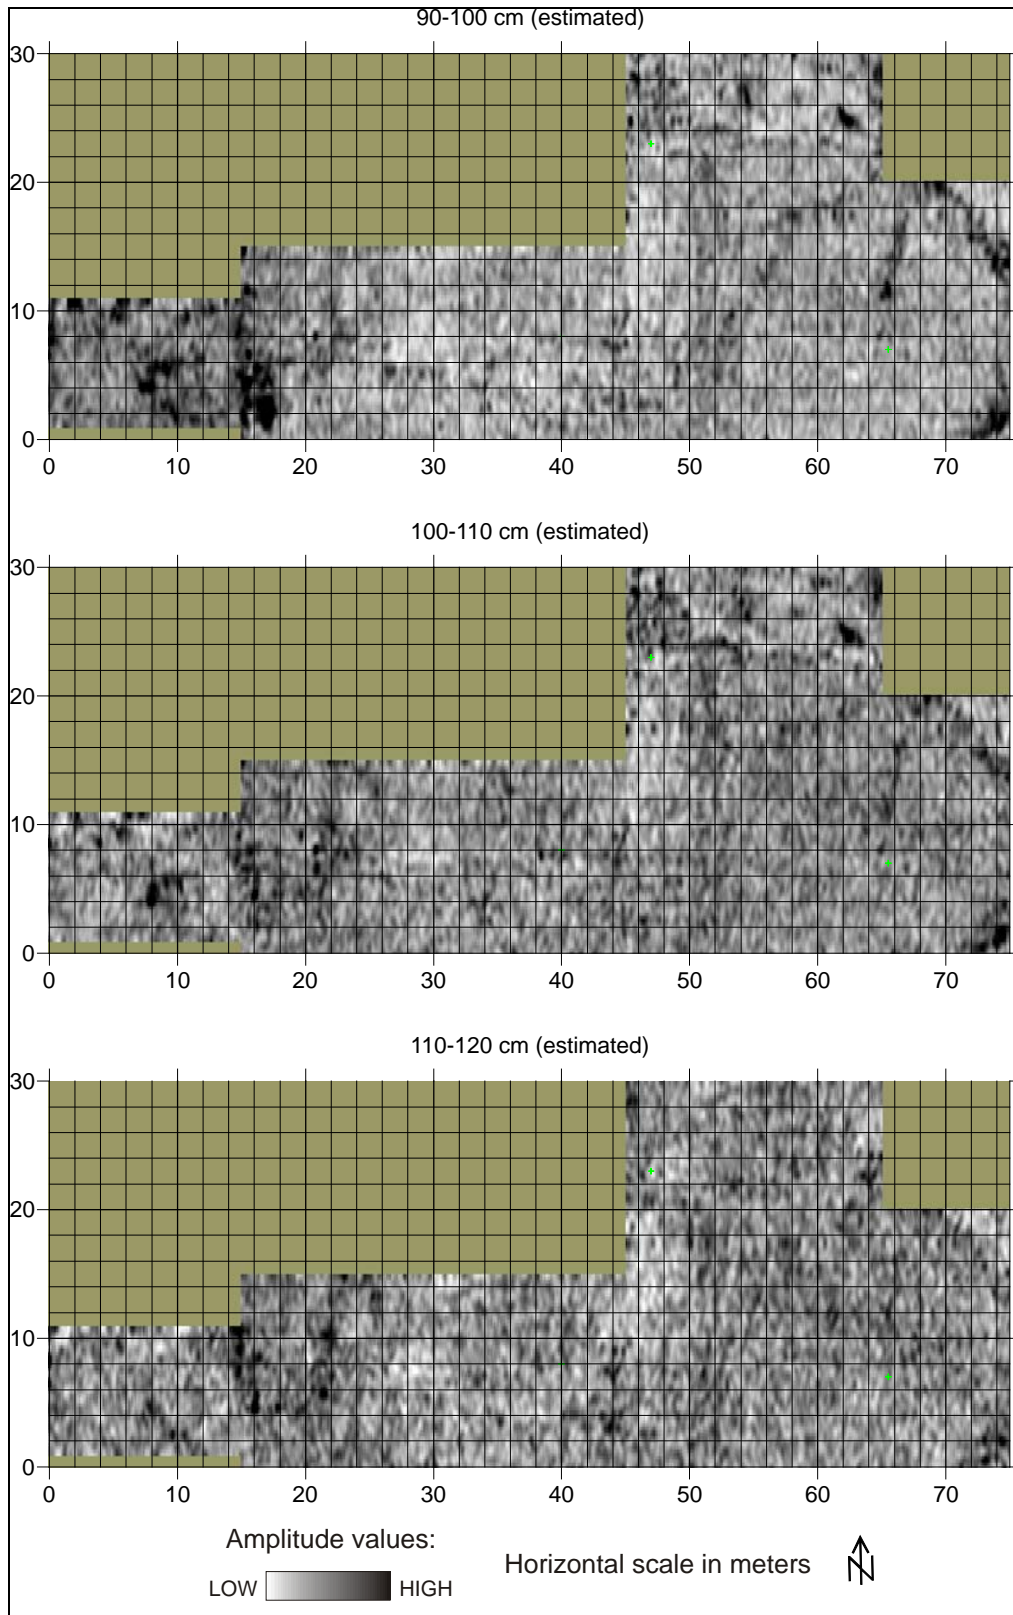 90-100 cm (estimated)
30
20
10
0
0 10 20 30 40 50 60 70
100-110 cm (estimated)
30
20
10
0
0 10 20 30 40 50 60 70
110-120 cm (estimated)
30
20
10
0
0 10 20 30 40 50 60 70
Amplitude values:
LOW HIGH
Horizontal scale in meters
N